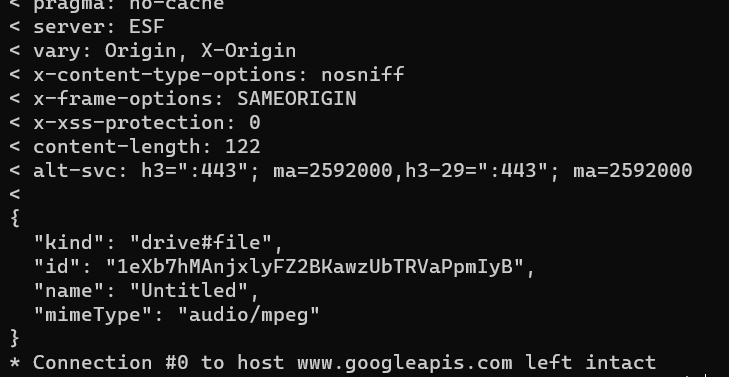 < pragma: no-cache
< server: ESF
< vary: Origin, X-Origin
< x-content-type-options: nosniff
< x-frame-options: SAMEORIGIN
< x-xss-protection: 0
< content-length: 122
< alt-svc: h3=":443"; ma=2592000,h3-29=":443"; ma=2592000
<
{
  "kind": "drive#file",
  "id": "1eXb7hMAnjxlyFZ2BKawzUbTRVaPpmIyB",
  "name": "Untitled",
  "mimeType": "audio/mpeg"
}
* Connection #0 to host www.googleapis.com left intact